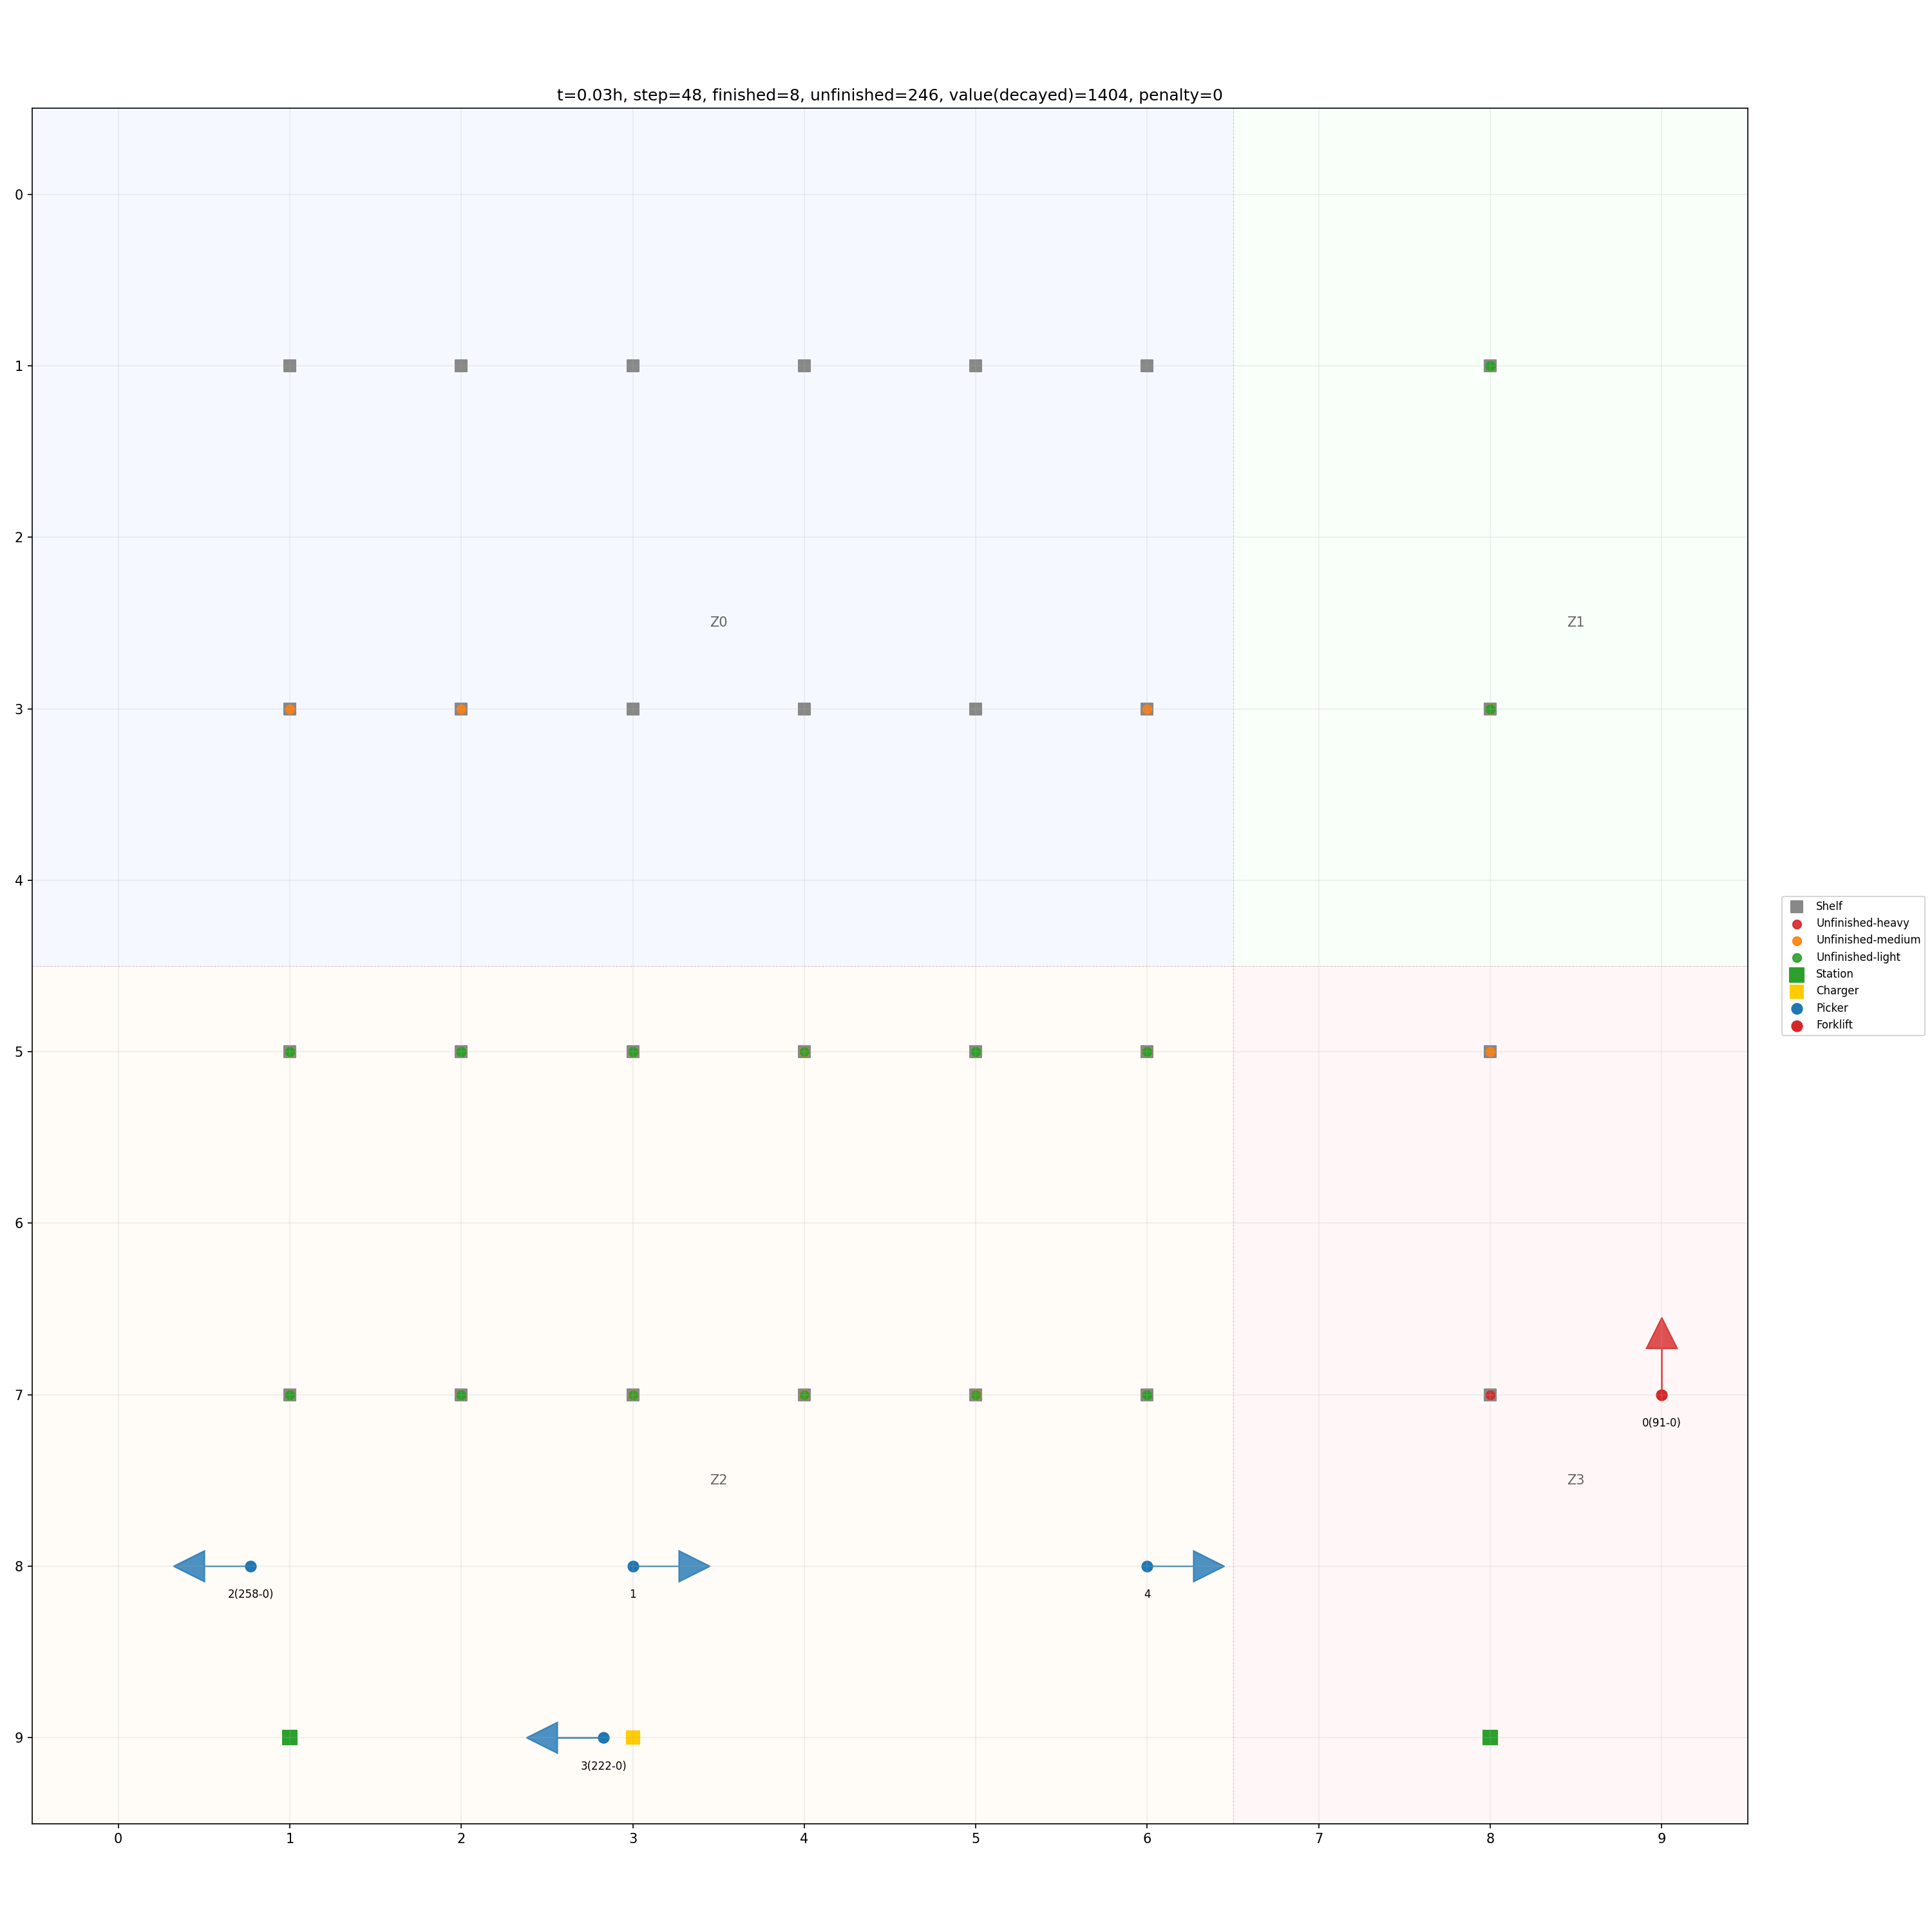 t=0.03h, step=48, finished=8, unfinished=246, value(decayed)=1404, penalty=0
0
1
2
Z0
Z1
3
4
Shelf
Unfinished-heavy
Unfinished-medium
Unfinished-light
Station
Charger
Picker
Forklift
5
6
7
0(91-0)
Z2
Z3
8
2(258-0)
1
4
9
3(222-0)
0 1 2 3 4 5 6 7 8 9